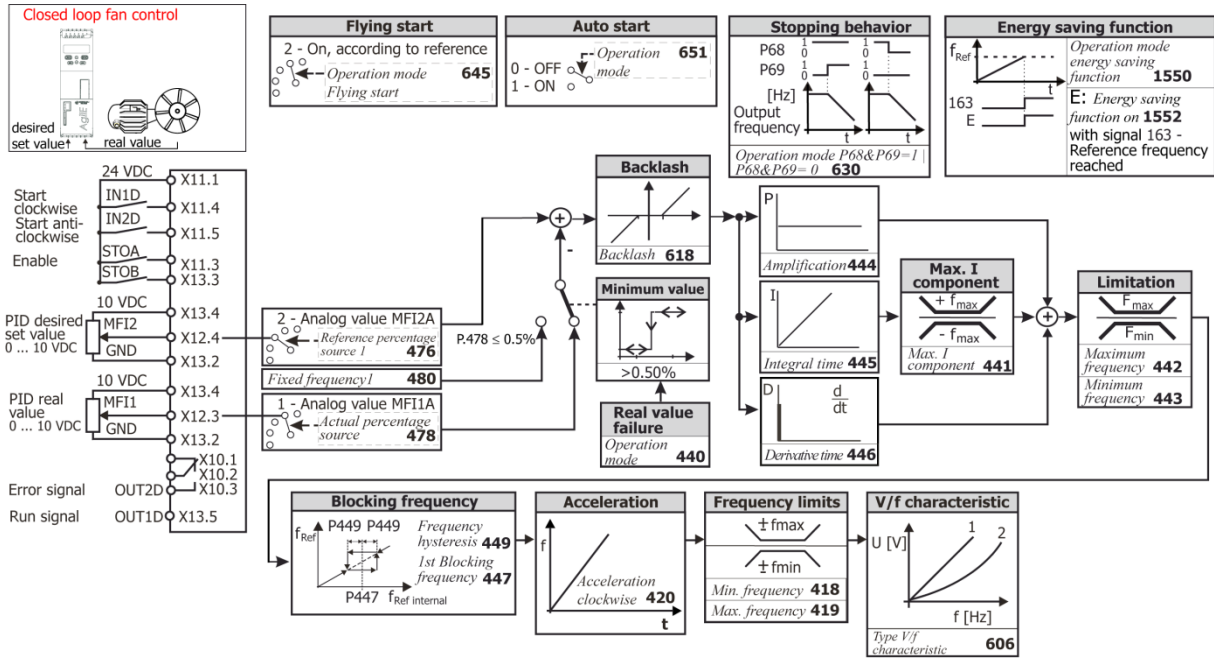 Closed loop fan control
desired
set value
real value
AgilE
Flying start
2 - On, according to reference
Operation mode 645
Flying start
Auto start
0 - OFF
1 - ON
Operation 651
mode
Stopping behavior
P68 1
0
P69 1
0
1
0
1
0
[Hz]
Output
frequency
t
t
Operation mode P68&P69=1 |
P68&P69= 0 630
Energy saving function
fRef
t
163
E
Operation mode
energy saving
function 1550
E: Energy saving
function on 1552
with signal 163 -
Reference frequency
reached
24 VDC X11.1
Start
clockwise
IN1D X11.4
Start anti-
clockwise
IN2D X11.5
Enable
STOA X11.3
STOB X13.3
10 VDC X13.4
PID desired
set value
0 ... 10 VDC
MFI2 X12.4
GND X13.2
10 VDC X13.4
PID real
value
0 ... 10 VDC
MFI1 X12.3
GND X13.2
X10.1
X10.2
Error signal OUT2D X10.3
Run signal OUT1D X13.5
2 - Analog value MFI2A
Reference percentage
source 1 476
Fixed frequency1 480
1 - Analog value MFI1A
Actual percentage
source 478
P.478 ≤ 0.5%
+
-
Backlash
Backlash 618
Minimum value
>0.50%
Real value
failure
Operation
mode 440
P
Amplification 444
I
Integral time 445
D
d
dt
Derivative time 446
Max. I
component
+ fmax
- fmax
Max. I
component 441
+
Limitation
Fmax
Fmin
Maximum
frequency 442
Minimum
frequency 443
Blocking frequency
fRef
P449 P449
P447
fRef internal
Frequency
hysteresis 449
1st Blocking
frequency 447
Acceleration
f
Acceleration
clockwise 420
t
Frequency limits
± fmax
± fmin
Min. frequency 418
Max. frequency 419
V/f characteristic
U [V]
1
2
f [Hz]
Type V/f
characteristic 606